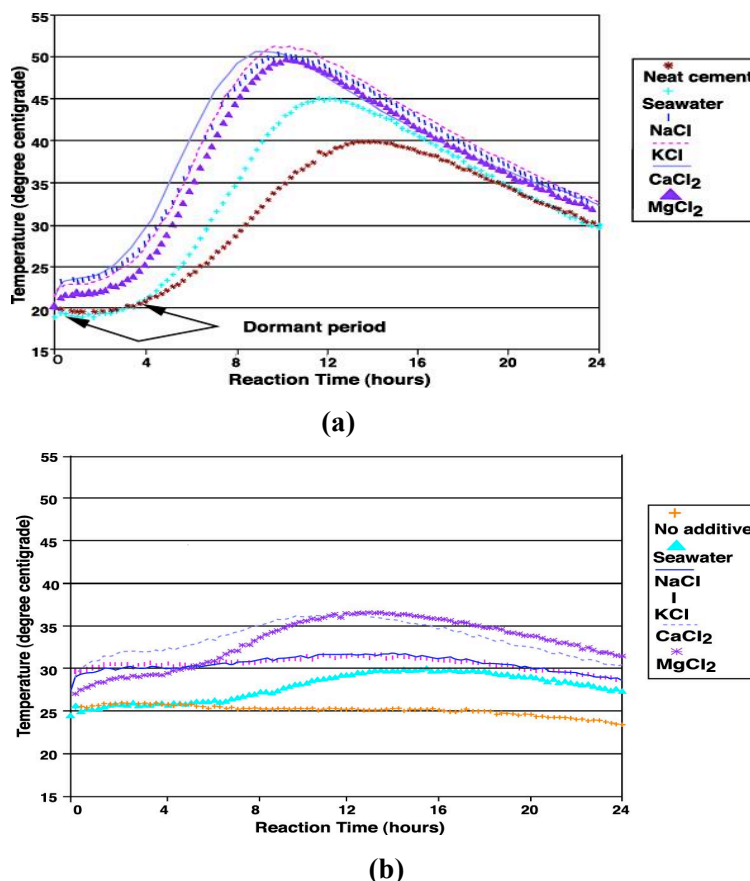 55
50
45
40
35
30
25
20
15
Temperature (degree centigrade)
Dormant period
0
4
8
12
16
20
24
Reaction Time (hours)
Neat cement
Seawater
NaCl
KCl
CaCl2
MgCl2
(a)
55
50
45
40
35
30
25
20
15
Temperature (degree centigrade)
0
4
8
12
16
20
24
Reaction Time (hours)
No additive
Seawater
NaCl
KCl
CaCl2
MgCl2
(b)